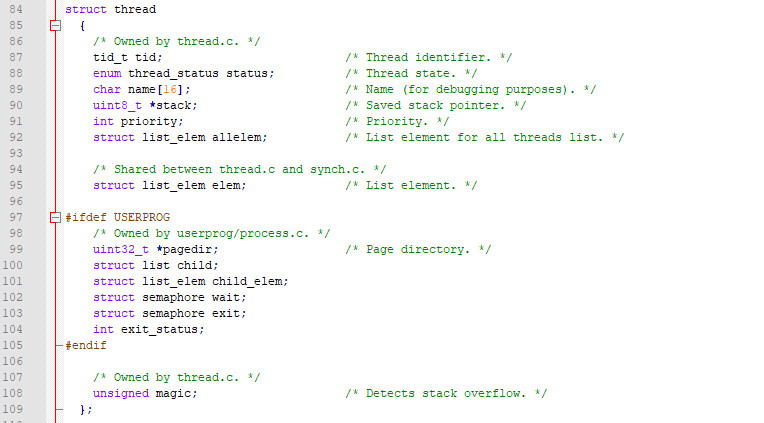 84 struct thread
85 {
86 /* Owned by thread.c. */
87 tid_t tid; /* Thread identifier. */
88 enum thread_status status; /* Thread state. */
89 char name[16]; /* Name (for debugging purposes). */
90 uint8_t *stack; /* Saved stack pointer. */
91 int priority; /* Priority. */
92 struct list_elem allelem; /* List element for all threads list. */
93
94 /* Shared between thread.c and synch.c. */
95 struct list_elem elem; /* List element. */
96
97 #ifdef USERPROG
98 /* Owned by userprog/process.c. */
99 uint32_t *pagedir; /* Page directory. */
100 struct list child;
101 struct list_elem child_elem;
102 struct semaphore wait;
103 struct semaphore exit;
104 int exit_status;
105 #endif
106
107 /* Owned by thread.c. */
108 unsigned magic; /* Detects stack overflow. */
109 };